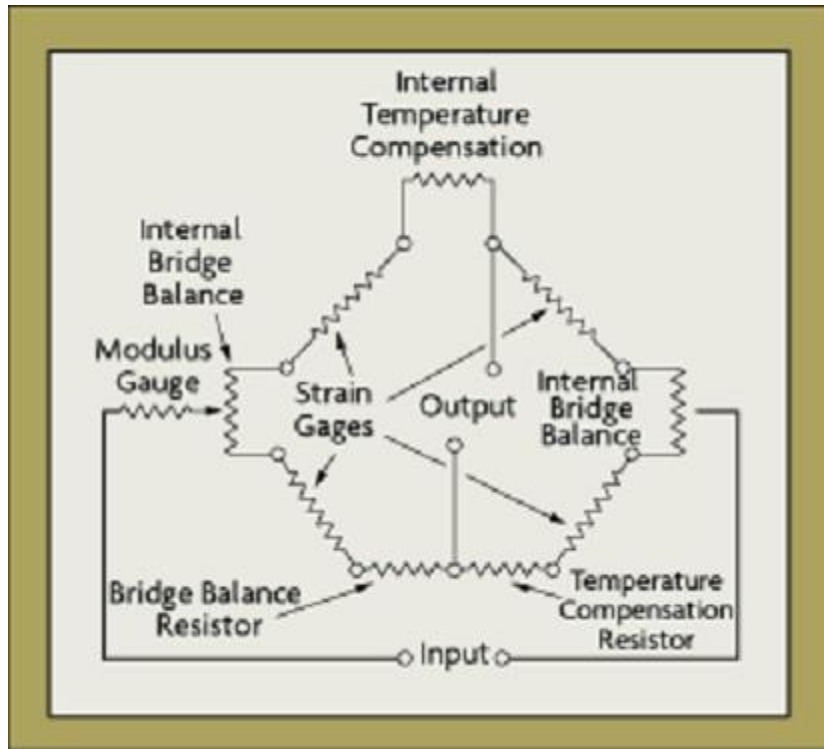 Internal
Temperature
Compensation
Internal
Bridge
Balance
Modulus
Gauge
Strain
Gages
Output
Internal
Bridge
Balance
Bridge Balance
Resistor
Temperature
Compensation
Resistor
Input